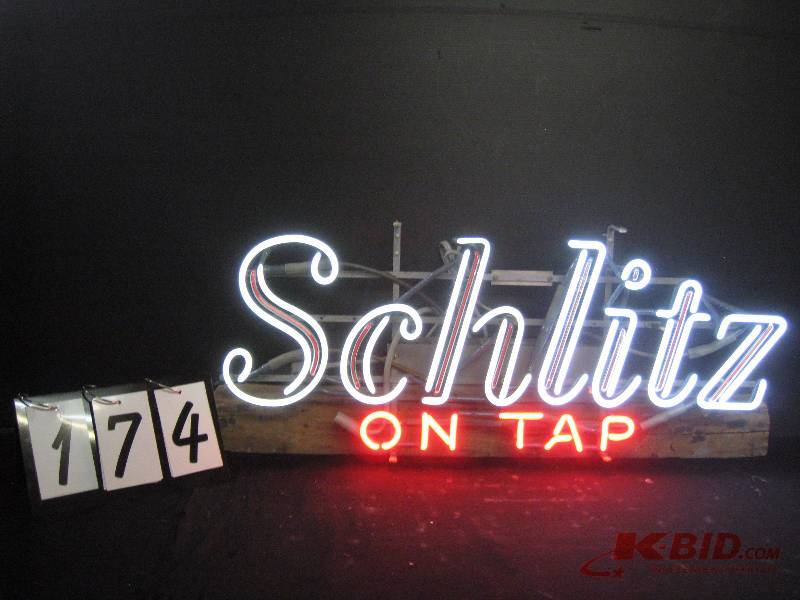 Schlitz
ON TAP
174
K-BID.COM